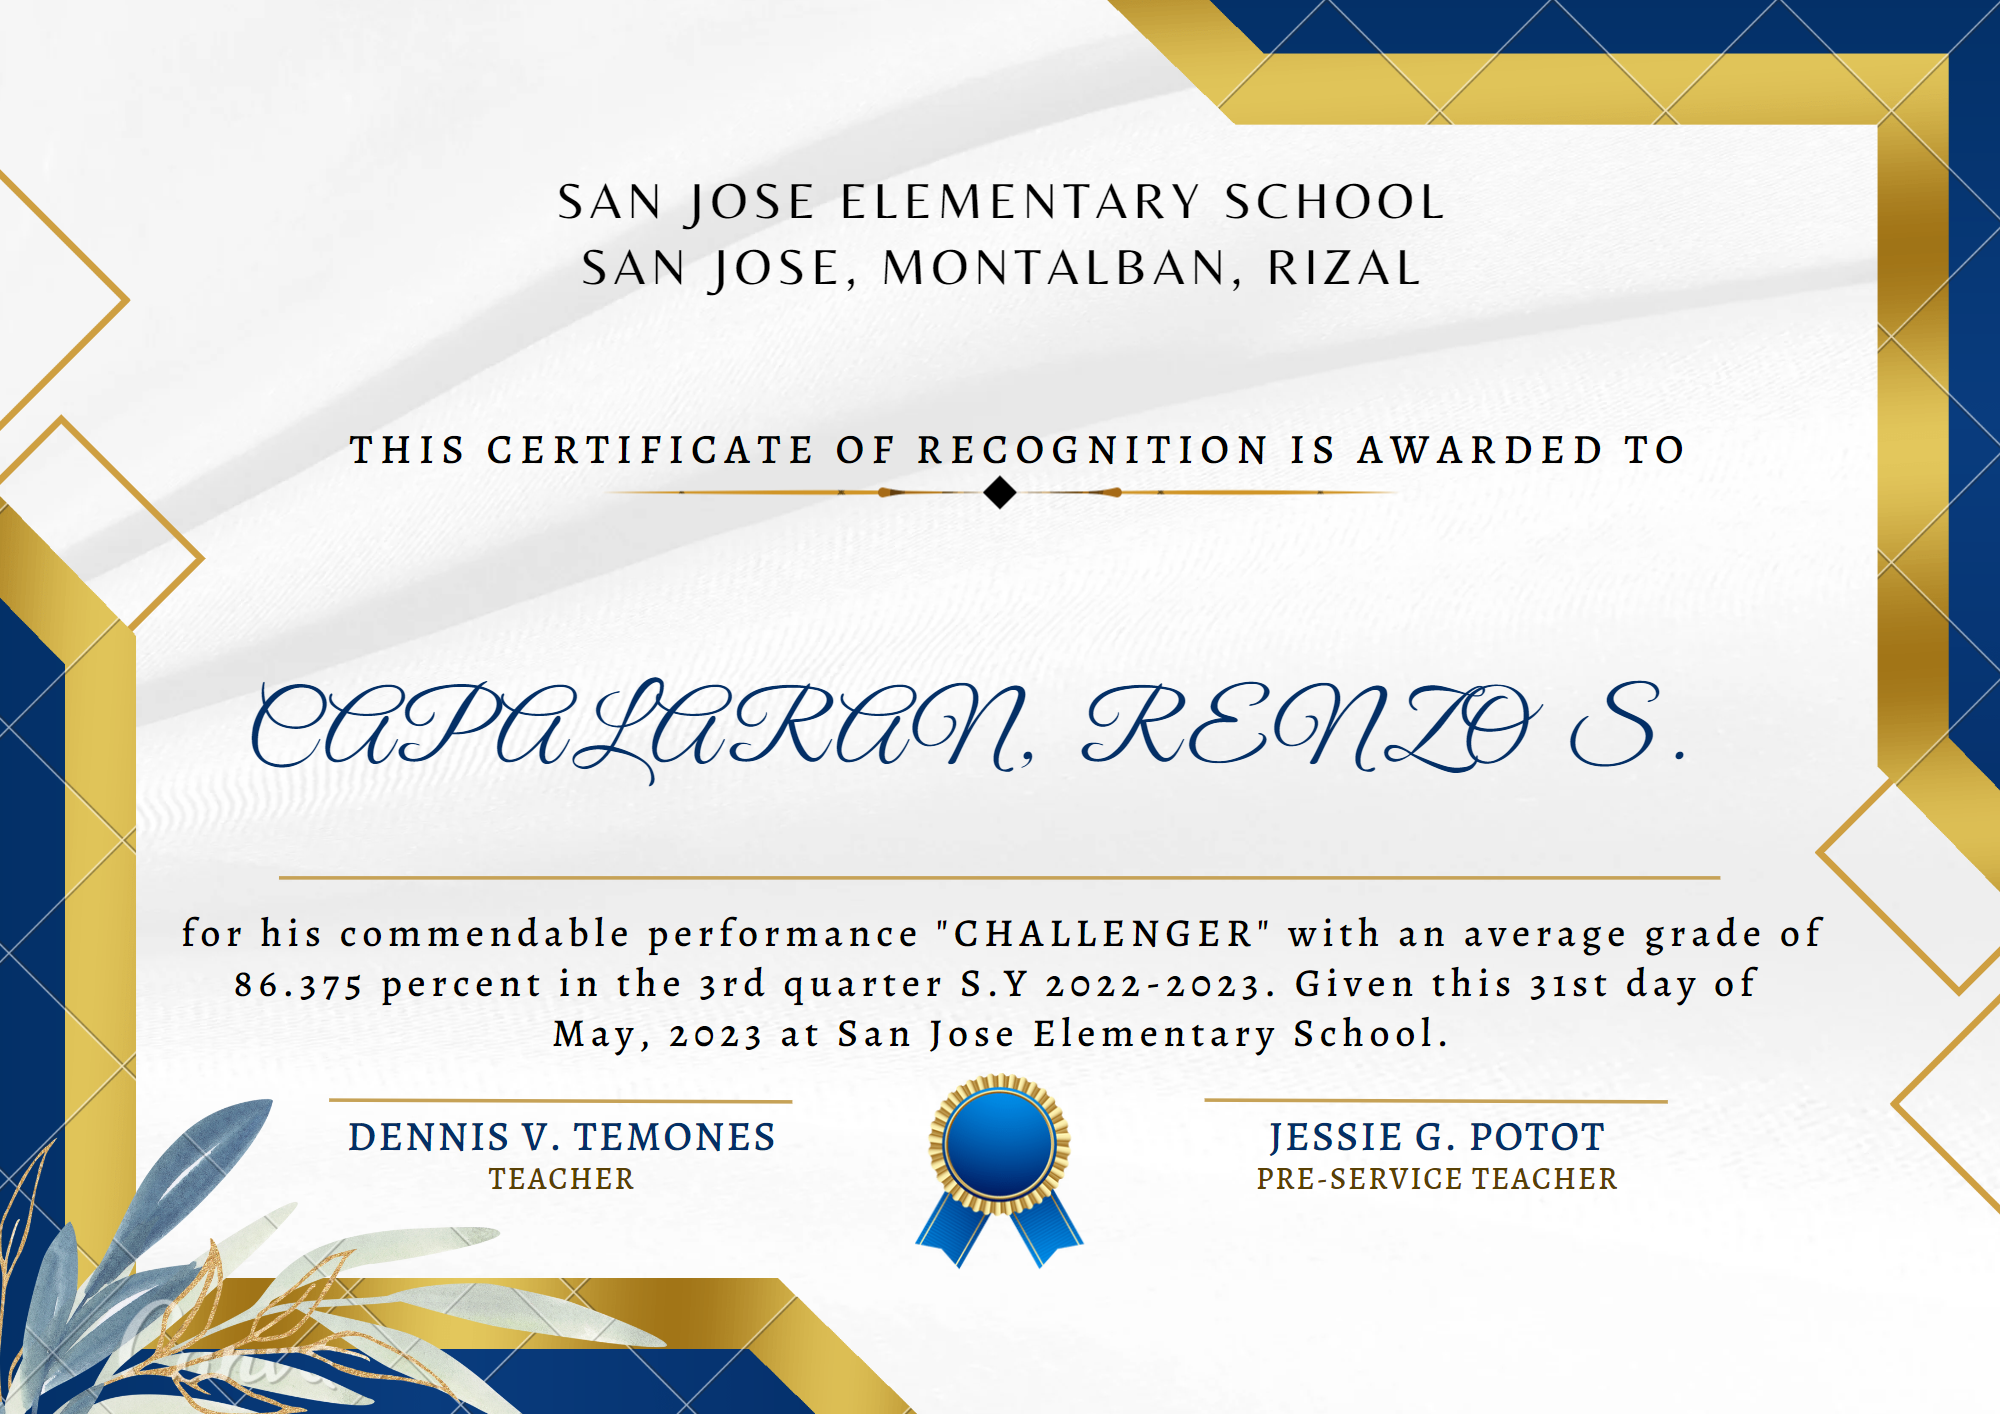 SAN JOSE ELEMENTARY SCHOOL
SAN JOSE, MONTALBAN, RIZAL
THIS CERTIFICATE OF RECOGNITION IS AWARDED TO
CAPALARAN, RENZO S.
for his commendable performance "CHALLENGER" with an average grade of
86.375 percent in the 3rd quarter S.Y 2022-2023. Given this 31st day of
May, 2023 at San Jose Elementary School.
DENNIS V. TEMONES
TEACHER
JESSIE G. POTOT
PRE-SERVICE TEACHER
Canva